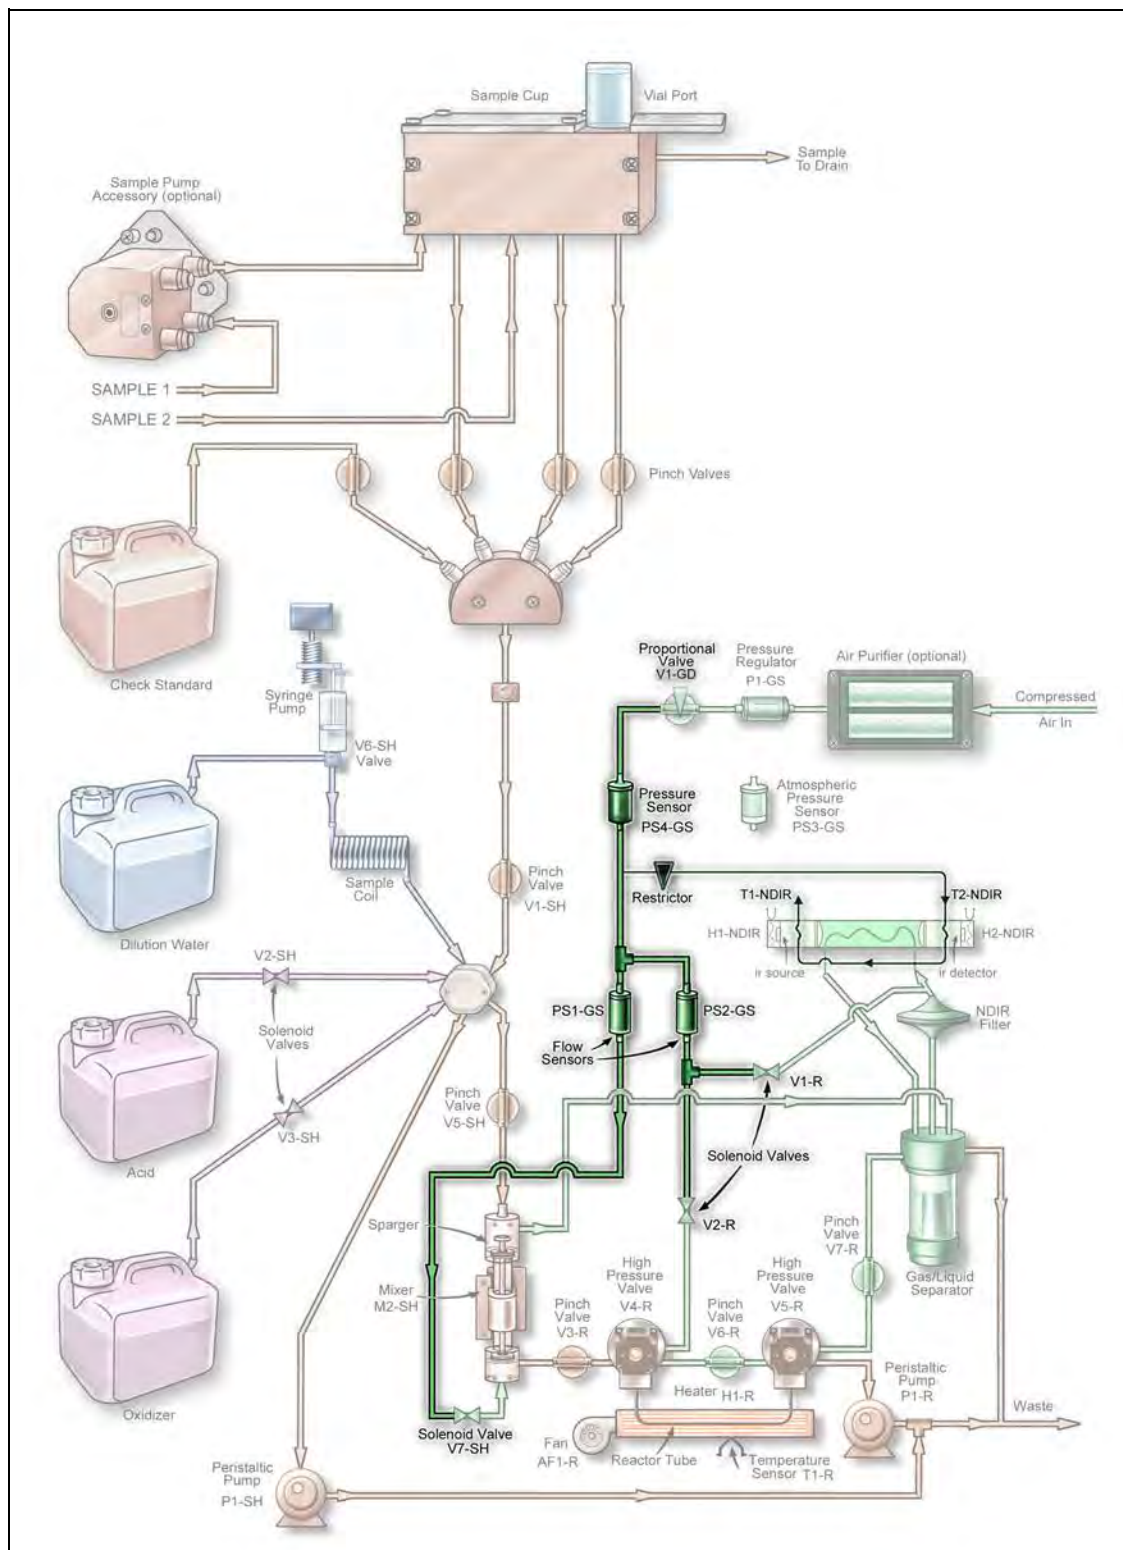 Sample Cup
Vial Port
Sample
To Drain
Sample Pump
Accessory (optional)
SAMPLE 1
SAMPLE 2
Pinch Valves
Check Standard
Syringe
Pump
V6-SH
Valve
Proportional
Valve
V1-GD
Pressure
Regulator
P1-GS
Air Purifier (optional)
Compressed
Air In
Pressure
Sensor
PS4-GS
Atmospheric
Pressure
Sensor
PS3-GS
Sample
Coil
Pinch
Valve
V1-SH
Restrictor
T1-NDIR
T2-NDIR
H1-NDIR
H2-NDIR
ir source
ir detector
Dilution Water
V2-SH
Solenoid
Valves
V3-SH
Acid
PS1-GS
PS2-GS
Flow
Sensors
NDIR
Filter
V1-R
Pinch
Valve
V5-SH
Solenoid Valves
V2-R
Sparger
Mixer
M2-SH
Pinch
Valve
V3-R
High
Pressure
Valve
V4-R
Pinch
Valve
V6-R
High
Pressure
Valve
V5-R
Pinch
Valve
V7-R
Gas/Liquid
Separator
Peristaltic
Pump
P1-R
Waste
Oxidizer
Solenoid Valve
V7-SH
Heater H1-R
Fan
AF1-R
Reactor Tube
Temperature
Sensor T1-R
Peristaltic
Pump
P1-SH